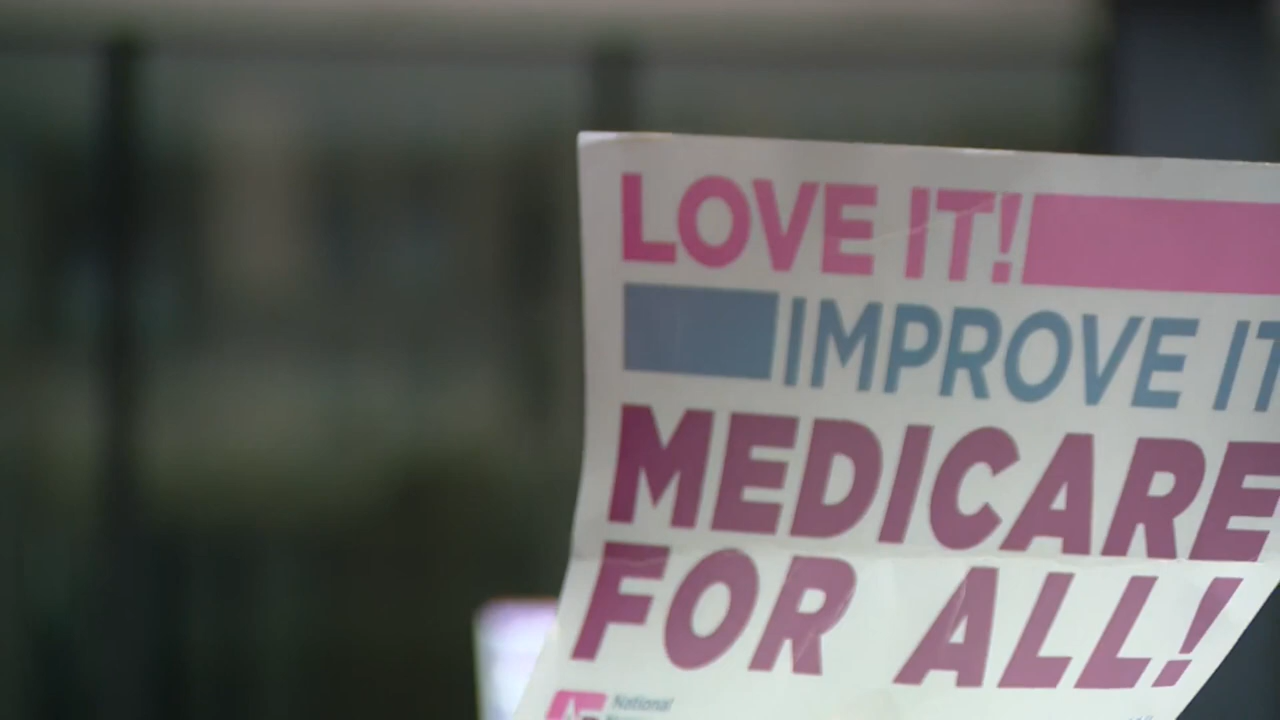 LOVE IT!
IMPROVE IT
MEDICARE
FOR ALL!
National